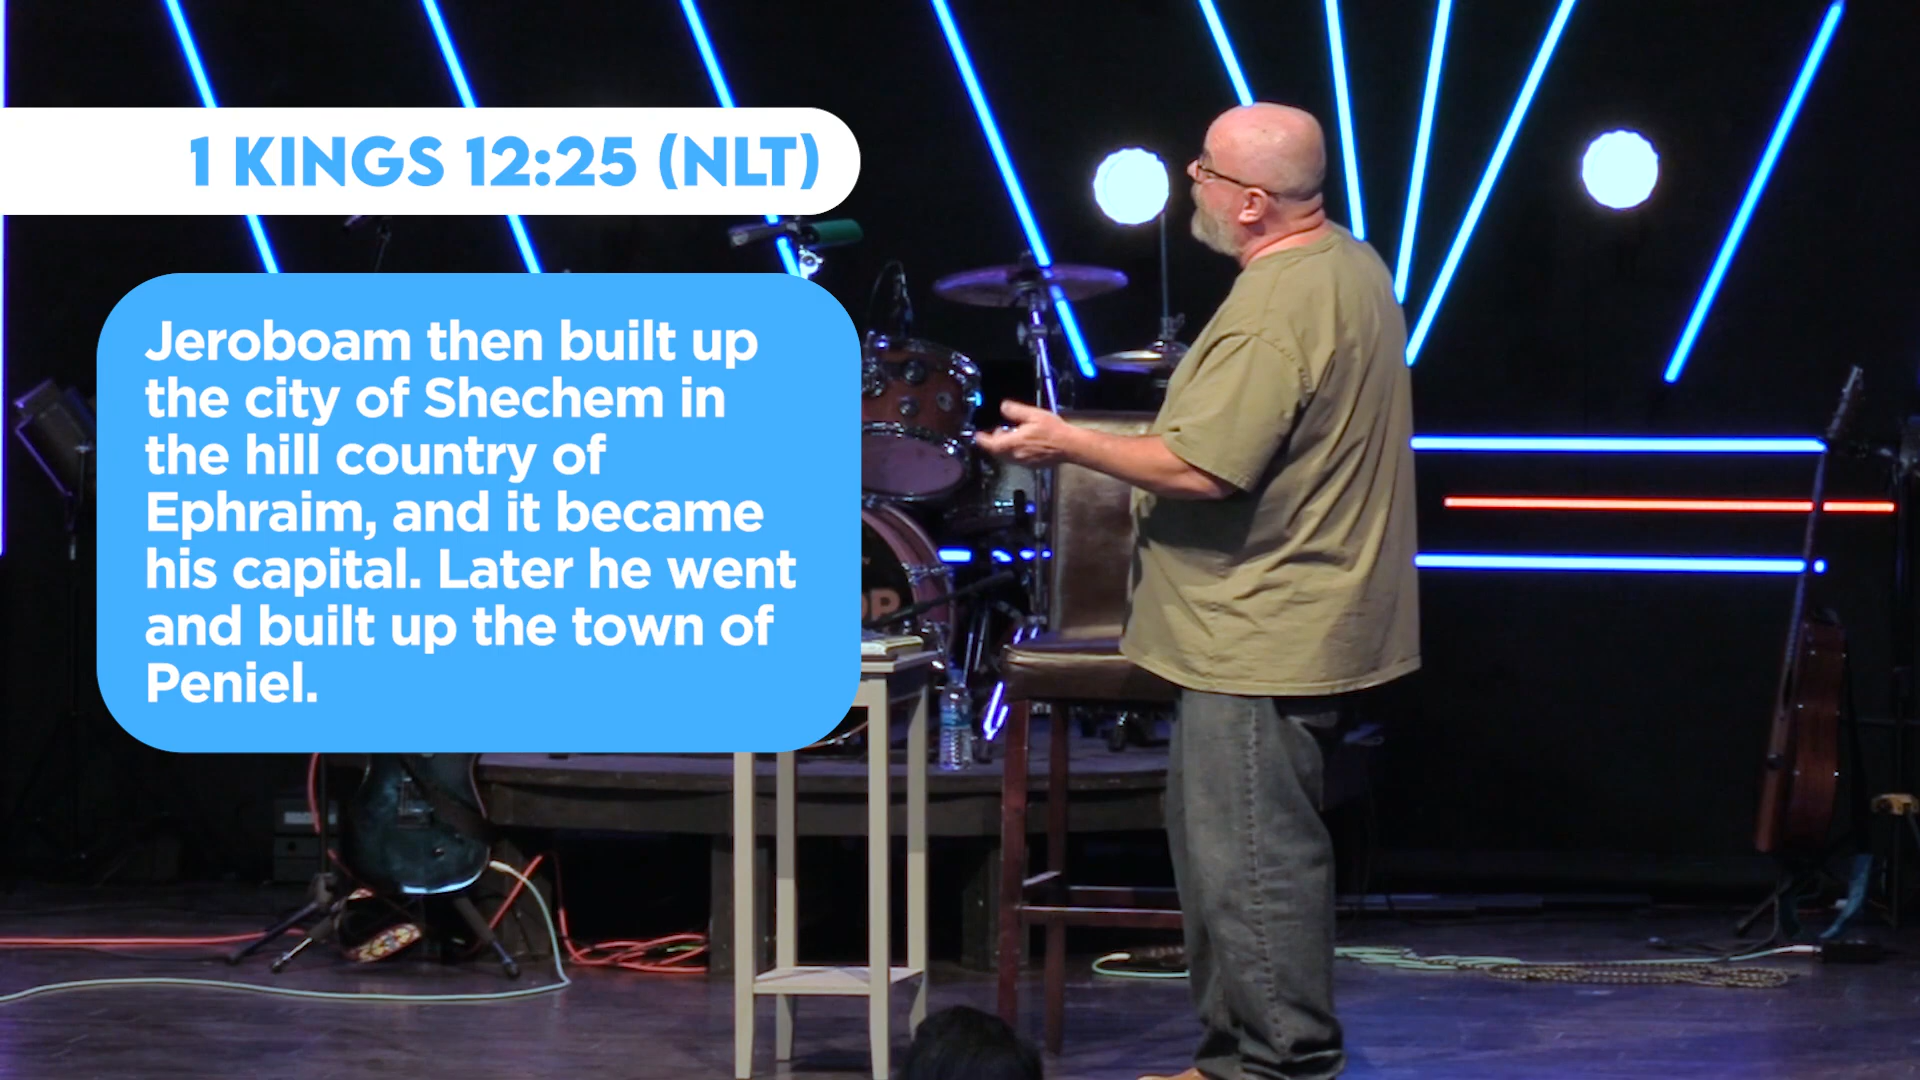 1 KINGS 12:25 (NLT)
Jeroboam then built up
the city of Shechem in
the hill country of
Ephraim, and it became
his capital. Later he went
and built up the town of
Peniel.